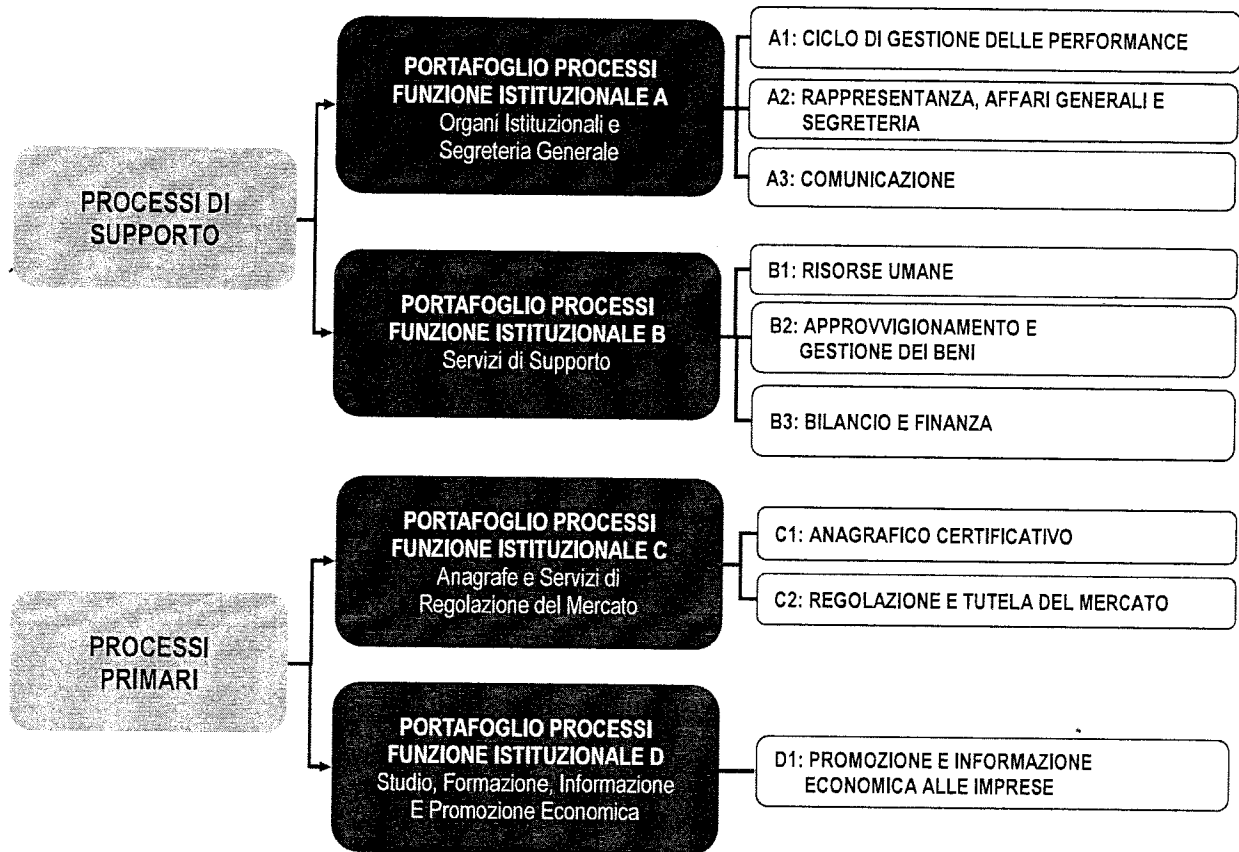 PROCESSI DI
SUPPORTO
PORTAFOGLIO PROCESSI
FUNZIONE ISTITUZIONALE A
Organi Istituzionali e
Segreteria Generale
A1: CICLO DI GESTIONE DELLE PERFORMANCE
A2: RAPPRESENTANZA, AFFARI GENERALI E
SEGRETERIA
A3: COMUNICAZIONE
PORTAFOGLIO PROCESSI
FUNZIONE ISTITUZIONALE B
Servizi di Supporto
B1: RISORSE UMANE
B2: APPROVVIGIONAMENTO E
GESTIONE DEI BENI
B3: BILANCIO E FINANZA
PROCESSI
PRIMARI
PORTAFOGLIO PROCESSI
FUNZIONE ISTITUZIONALE C
Anagrafe e Servizi di
Regolazione del Mercato
C1: ANAGRAFICO CERTIFICATIVO
C2: REGOLAZIONE E TUTELA DEL MERCATO
PORTAFOGLIO PROCESSI
FUNZIONE ISTITUZIONALE D
Studio, Formazione, Informazione
E Promozione Economica
D1: PROMOZIONE E INFORMAZIONE
ECONOMICA ALLE IMPRESE